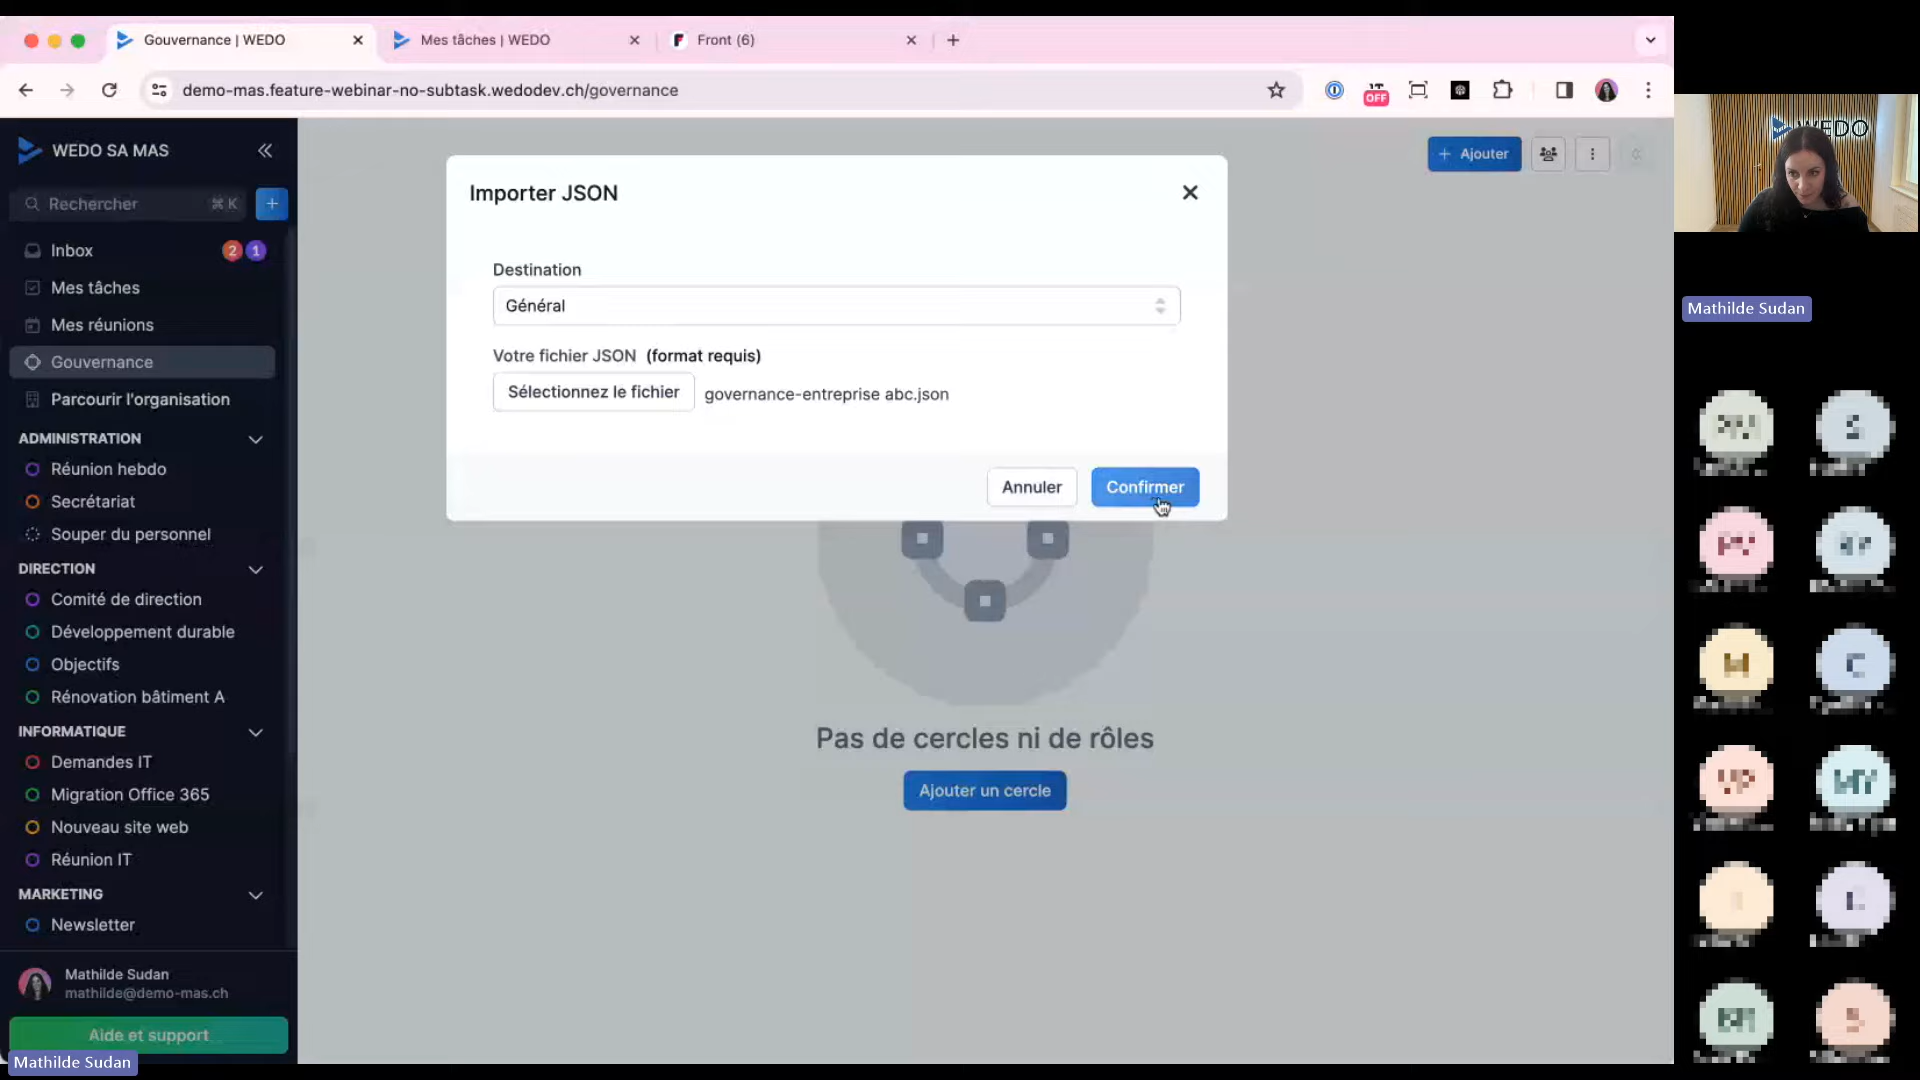 Gouvernance | WEDO
Mes tâches | WEDO
Front (6)
demo-mas.feature-webinar-no-subtask.wedodev.ch/governance
OFF
WEDO SA MAS
Rechercher
⌘ K
Inbox
2
1
Mes tâches
Mes réunions
Gouvernance
Parcourir l'organisation
ADMINISTRATION
Réunion hebdo
Secrétariat
Souper du personnel
DIRECTION
Comité de direction
Développement durable
Objectifs
Rénovation bâtiment A
INFORMATIQUE
Demandes IT
Migration Office 365
Nouveau site web
Réunion IT
MARKETING
Newsletter
Mathilde Sudan
mathilde@demo-mas.ch
Aide et support
Mathilde Sudan
+ Ajouter
Importer JSON
Destination
Général
Votre fichier JSON (format requis)
Sélectionnez le fichier
governance-entreprise abc.json
Annuler
Confirmer
Pas de cercles ni de rôles
Ajouter un cercle
WEDO
Mathilde Sudan